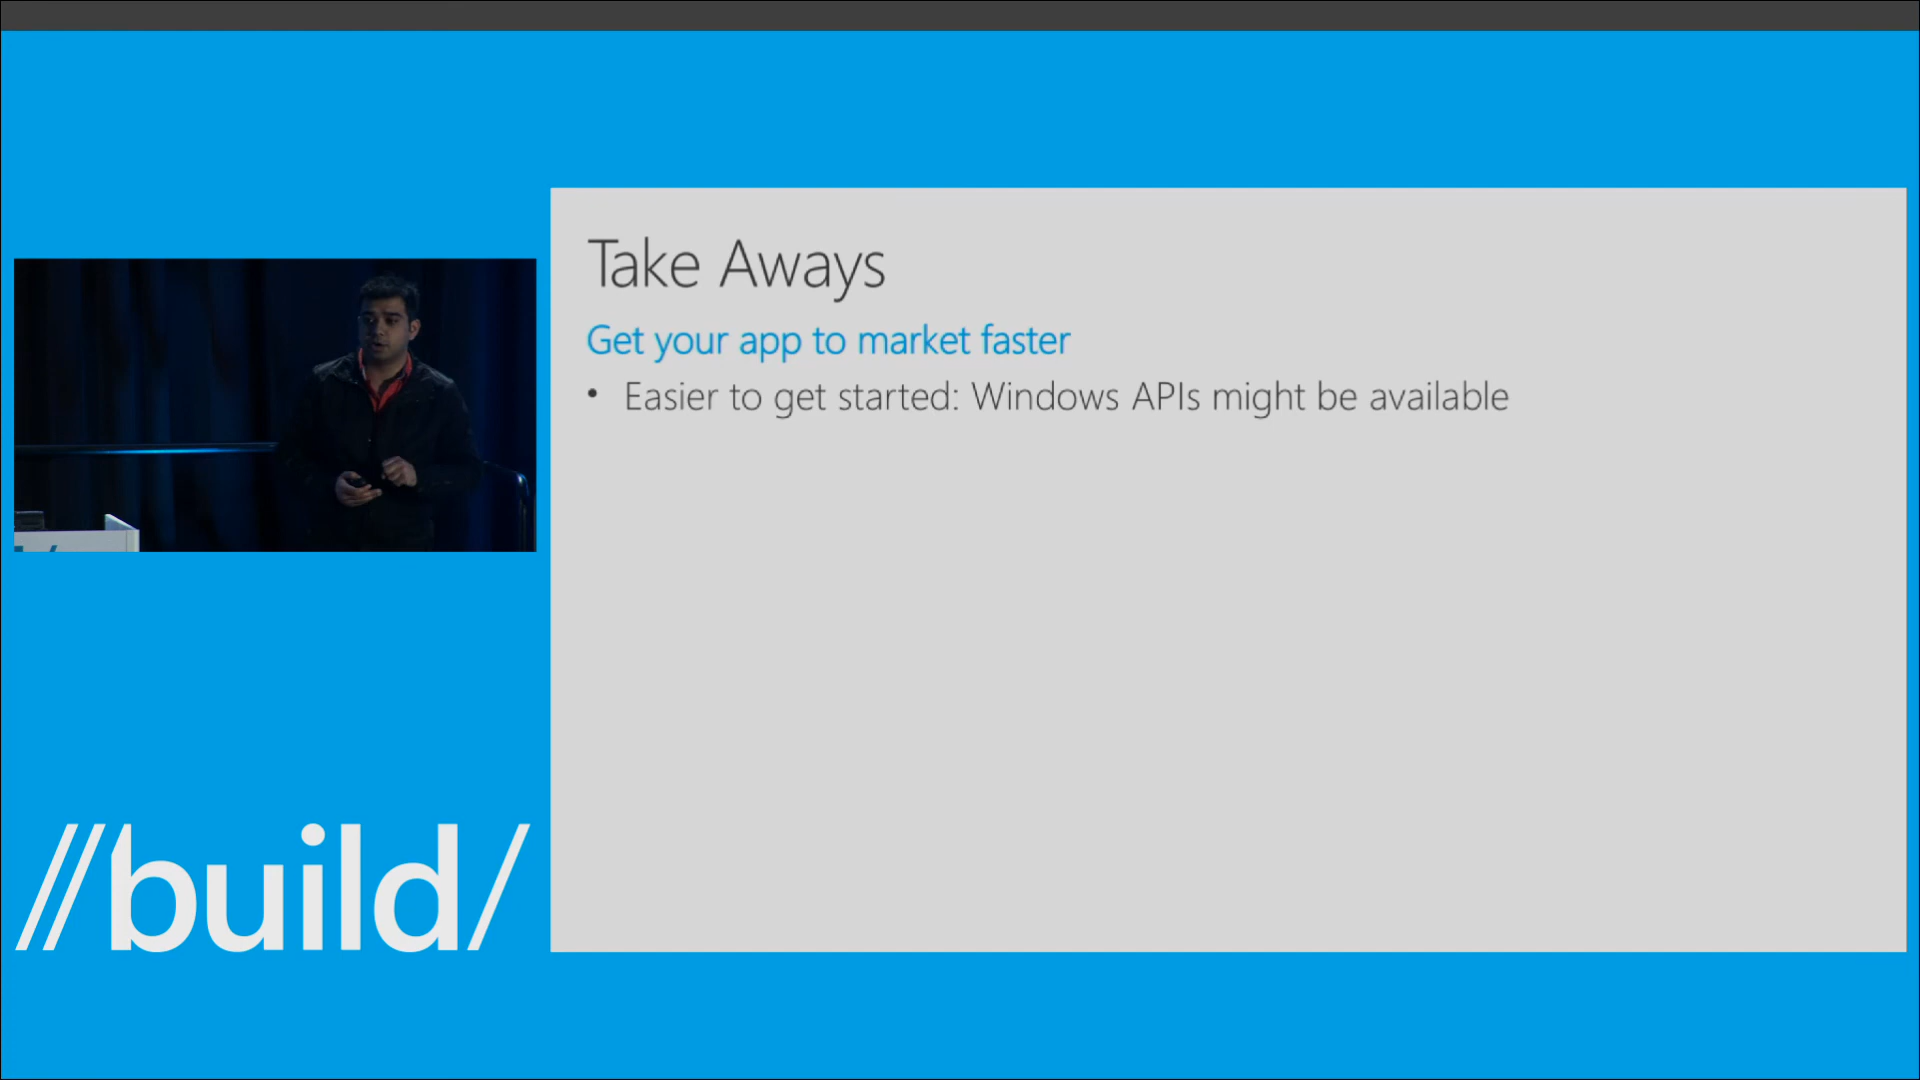 Take Aways
Get your app to market faster
• Easier to get started: Windows APIs might be available
//build/